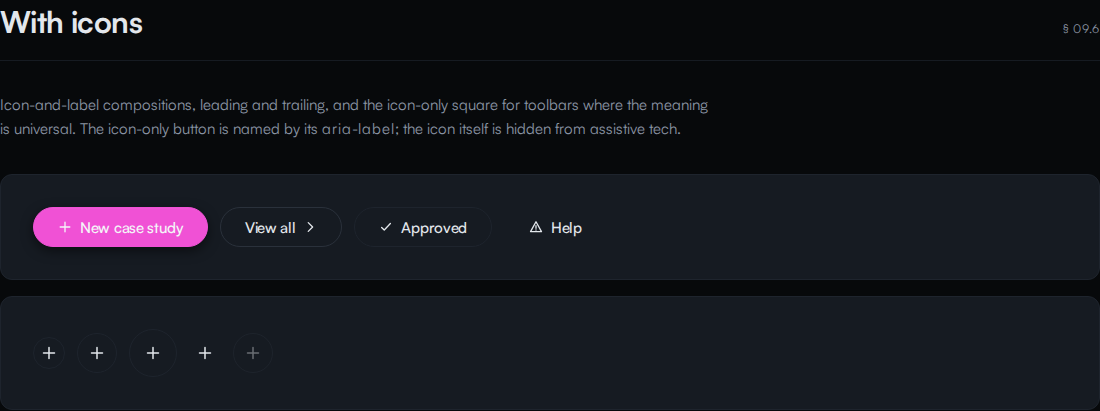 With icons
§ 09.6
Icon-and-label compositions, leading and trailing, and the icon-only square for toolbars where the meaning
is universal. The icon-only button is named by its aria-label; the icon itself is hidden from assistive tech.
New case study
View all
Approved
Help